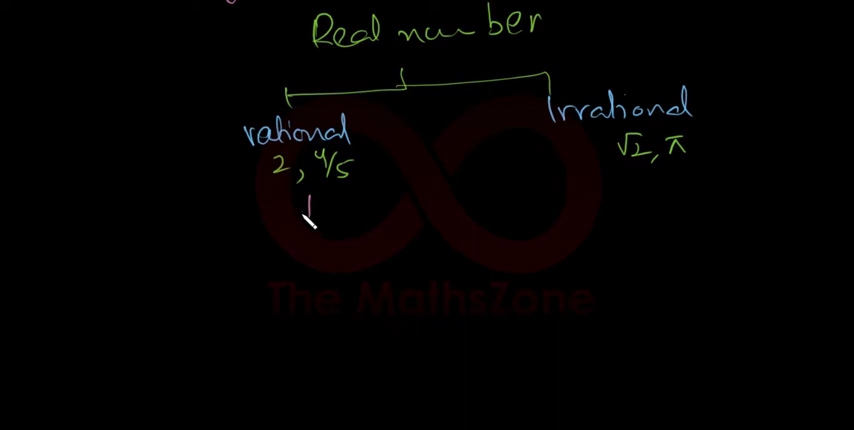 Real number
rational
Irrational
2, 4/5
√2, π
The MathsZone